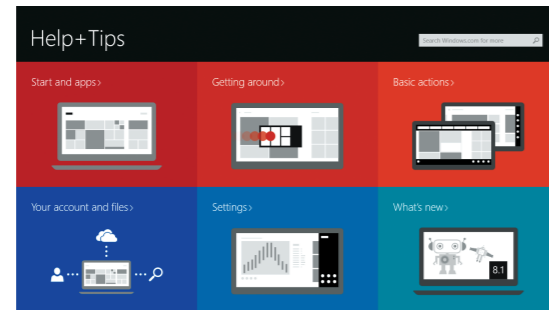 Help+Tips
Search Windows.com for more
Start and apps>
Getting around>
Basic actions>
Your account and files>
Settings>
What's new>
8.1